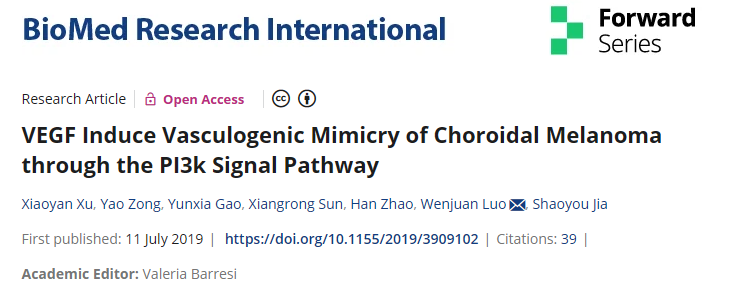 BioMed Research International
Forward
Series
Research Article Open Access
VEGF Induce Vasculogenic Mimicry of Choroidal Melanoma
through the PI3k Signal Pathway
Xiaoyan Xu, Yao Zong, Yunxia Gao, Xiangrong Sun, Han Zhao, Wenjuan Luo, Shaoyou Jia
First published: 11 July 2019 | https://doi.org/10.1155/2019/3909102 | Citations: 39 |
Academic Editor: Valeria Barresi